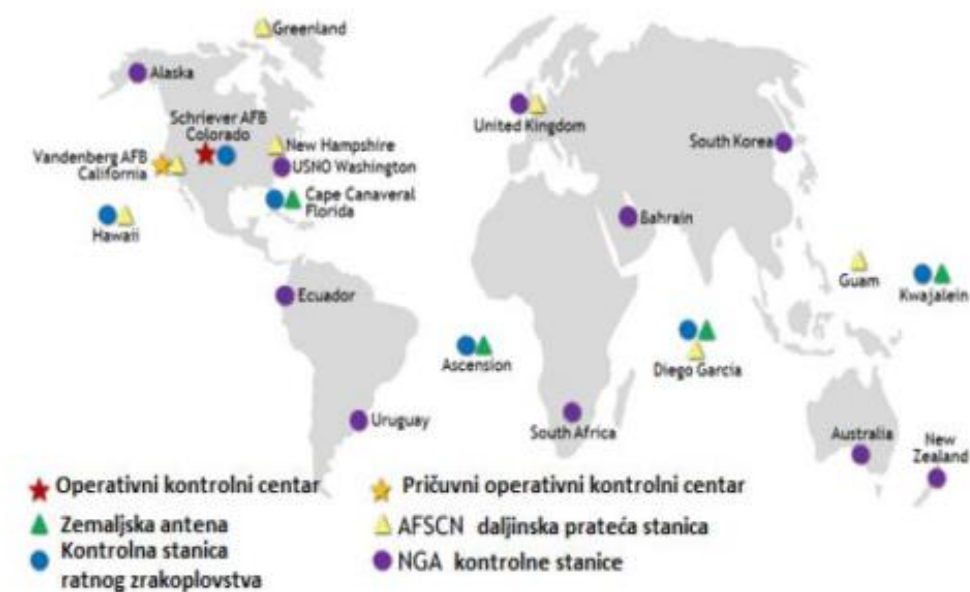 Greenland
Alaska
Schriever AFB
Colorado
United Kingdom
South Korea
New Hampshire
Vandenberg AFB
California
USNO Washington
Cape Canaveral
Florida
Hawaii
Bahrain
Guam
Kwajalein
Ecuador
Ascension
Diego Garcia
Uruguay
South Africa
Australia
New
Zealand
Operativni kontrolni centar
Pričuvni operativni kontrolni centar
Zemaljska antena
AFSCN daljinska prateća stanica
Kontrolna stanica
ratnog zrakoplovstva
NGA kontrolne stanice